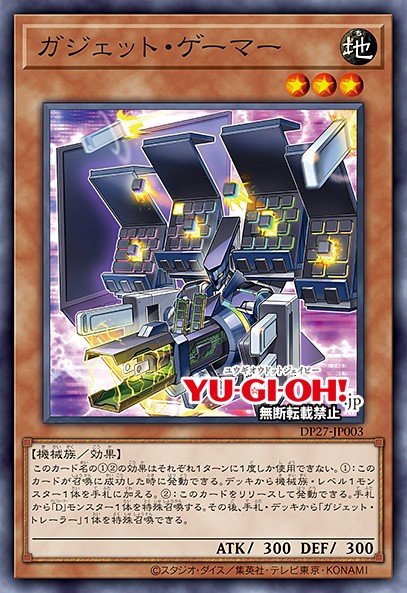 ガジェット・ゲーマー
地
ユウギオウドットジェイピー
YU-GI-OH!.jp
無断転載禁止
DP27-JP003
【機械族/効果】
このカード名の①②の効果はそれぞれ1ターンに1度しか使用できない。①:この
カードが召喚に成功した時に発動できる。デッキから機械族・レベル1モン
スター1体を手札に加える。②:このカードをリリースして発動できる。手札
から「D」モンスター1体を特殊召喚する。その後、手札・デッキから「ガジェット・
トレーラー」1体を特殊召喚できる。
ATK/ 300 DEF/ 300
©スタジオ・ダイス/集英社・テレビ東京・KONAMI